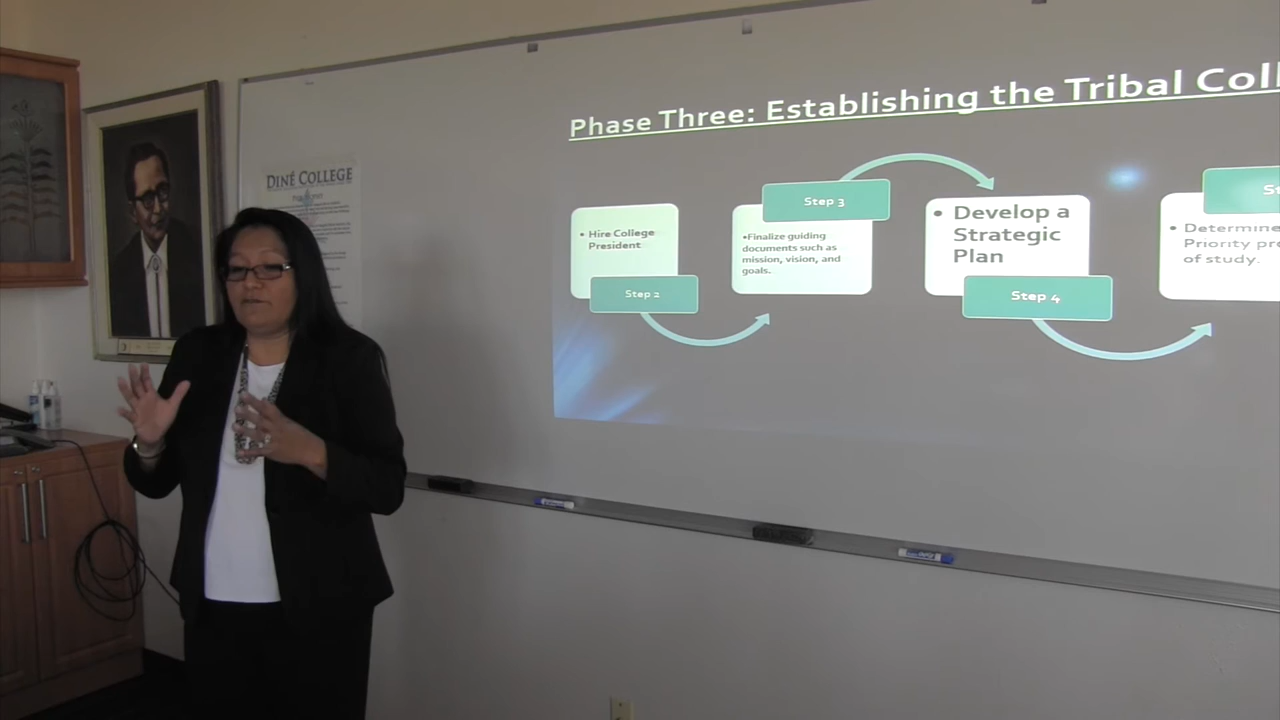 Phase Three: Establishing the Tribal Coll
DINÉ COLLEGE
• Hire College
President
Step 2
Step 3
•Finalize guiding
documents such as
mission, vision, and
goals.
• Develop a
Strategic
Plan
Step 4
St
• Determine
Priority pr
of study.